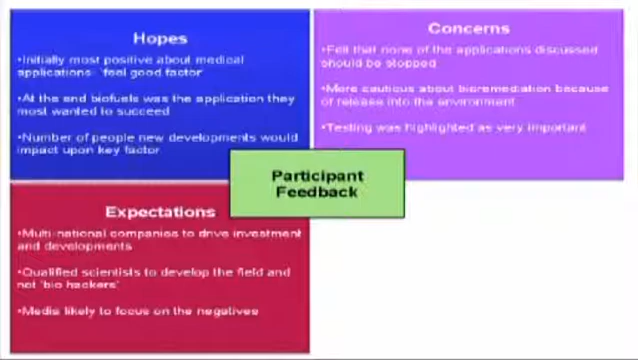 Hopes
•Initially most positive about medical
applications- 'feel good factor'
•At the end biofuels was the application they
most wanted to succeed
•Number of people new developments would
impact upon key factor
Concerns
•Felt that none of the applications discussed
should be stopped
•More cautious about bioremediation because
of release into the environment
•Testing was highlighted as very important
Participant
Feedback
Expectations
•Multi-national companies to drive investment
and developments
•Qualified scientists to develop the field and
not 'bio hackers'
•Media likely to focus on the negatives